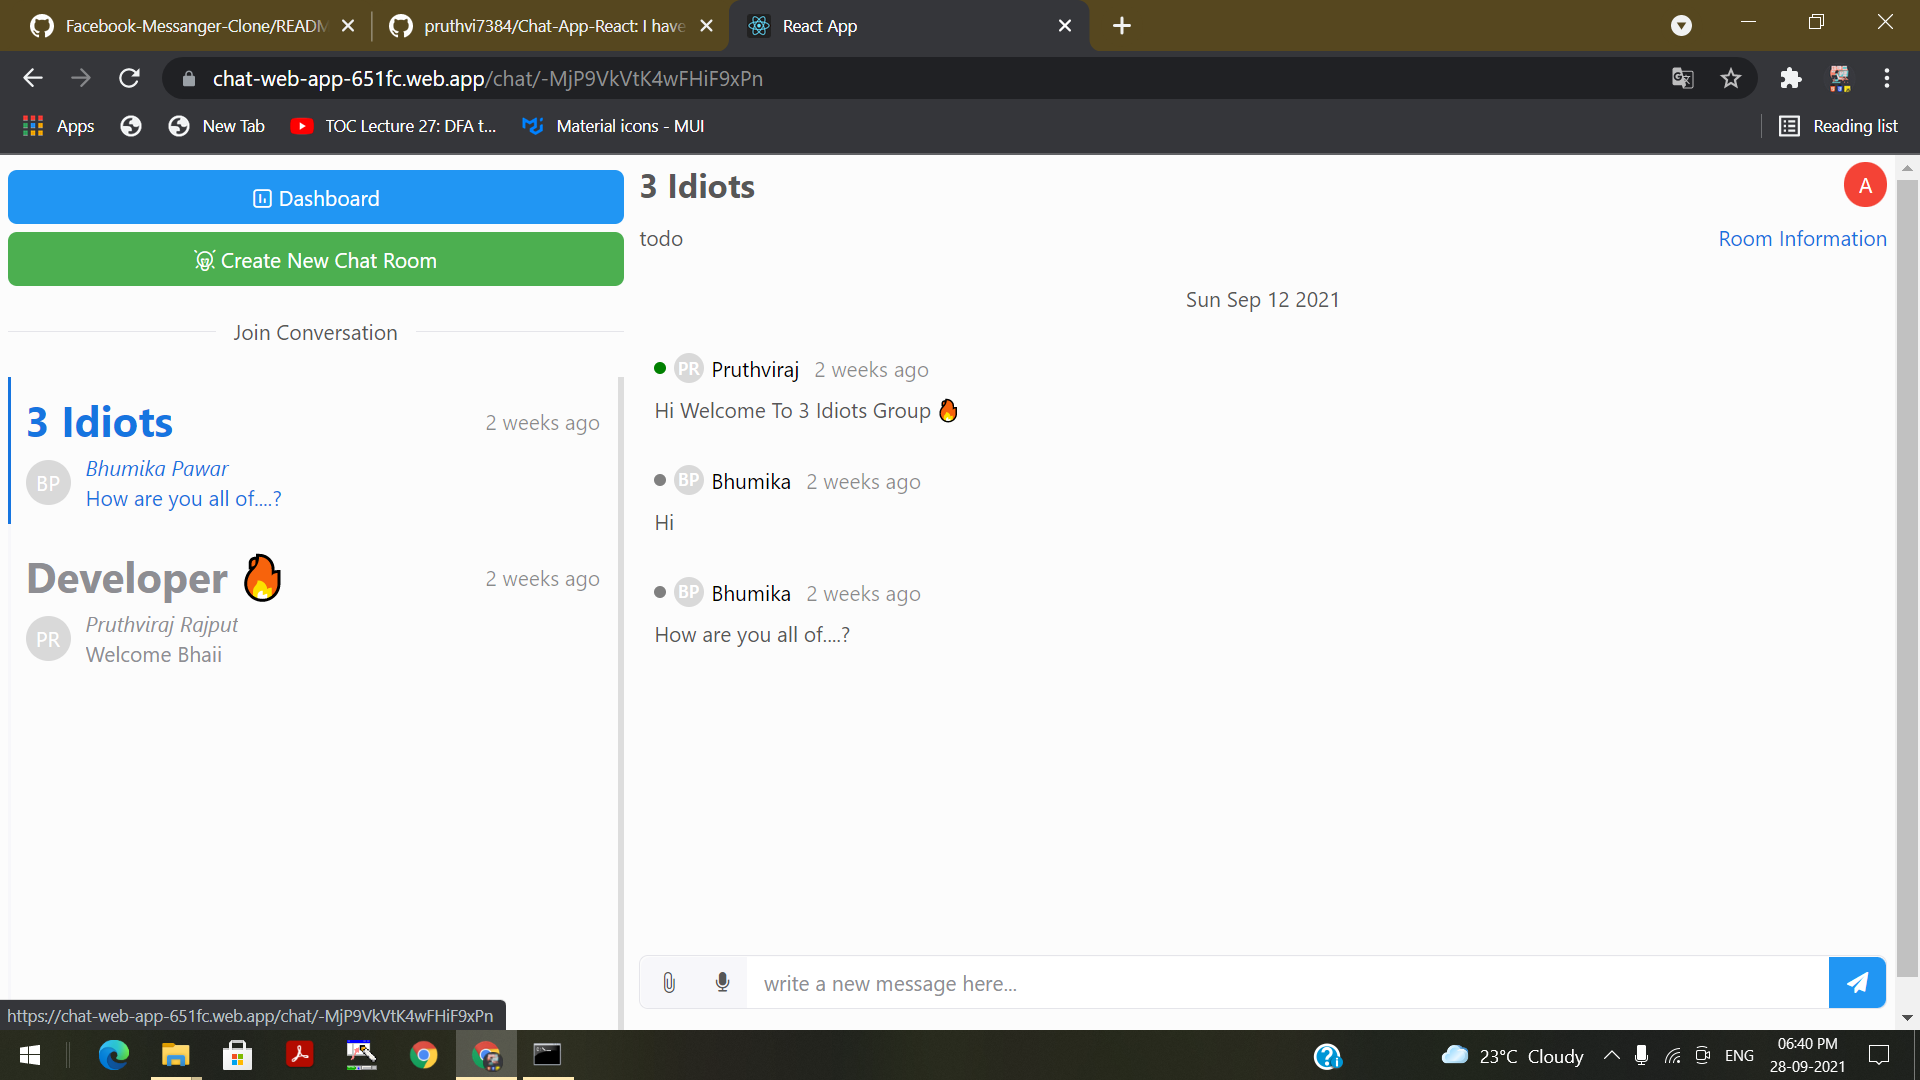 Facebook-Messanger-Clone/READM
pruthvi7384/Chat-App-React: I have
React App
chat-web-app-651fc.web.app/chat/-MjP9VkVtK4wFHiF9xPn
Apps
New Tab
TOC Lecture 27: DFA t...
Material icons - MUI
Reading list
Dashboard
Create New Chat Room
Join Conversation
3 Idiots
2 weeks ago
BP
Bhumika Pawar
How are you all of....?
Developer 🔥
2 weeks ago
PR
Pruthviraj Rajput
Welcome Bhaii
3 Idiots
A
todo
Room Information
Sun Sep 12 2021
PR Pruthviraj 2 weeks ago
Hi Welcome To 3 Idiots Group 🔥
BP Bhumika 2 weeks ago
Hi
BP Bhumika 2 weeks ago
How are you all of....?
write a new message here...
https://chat-web-app-651fc.web.app/chat/-MjP9VkVtK4wFHiF9xPn
23°C Cloudy
ENG
06:40 PM
28-09-2021